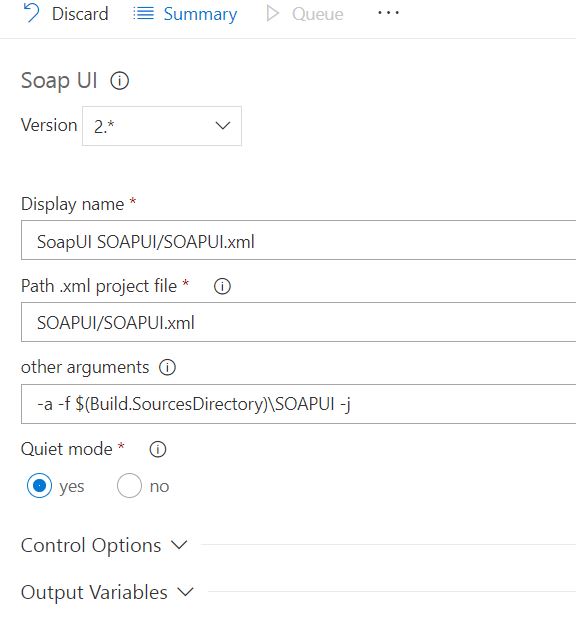 Discard Summary Queue ...
Soap UI
Version 2.*
Display name *
SoapUI SOAPUI/SOAPUI.xml
Path .xml project file *
SOAPUI/SOAPUI.xml
other arguments
-a -f $(Build.SourcesDirectory)\SOAPUI -j
Quiet mode *
yes no
Control Options
Output Variables